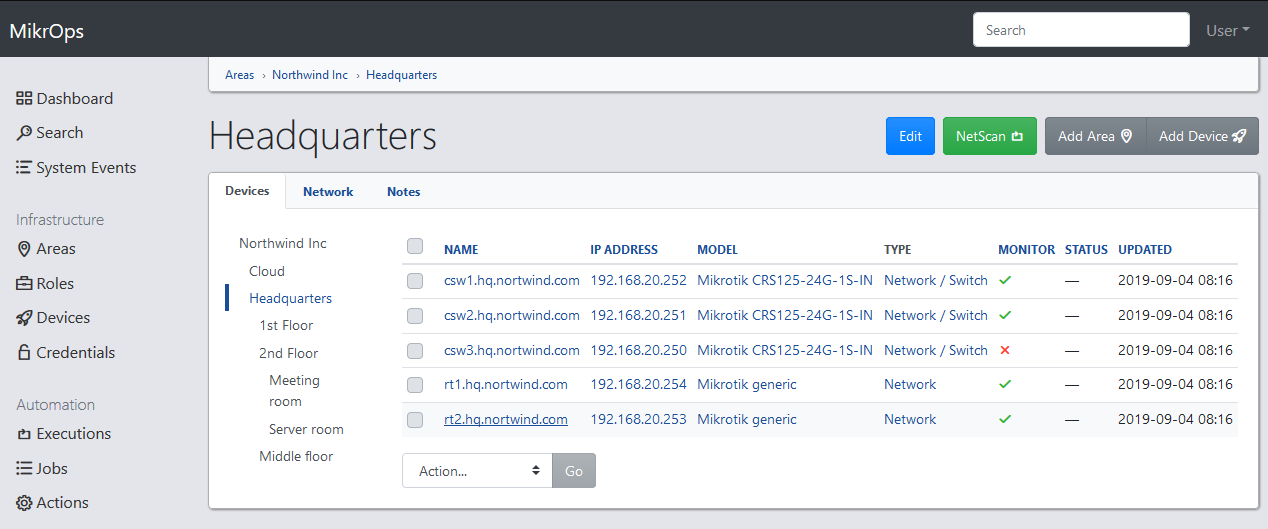 MikrOps
Search
User
Areas › Northwind Inc › Headquarters
Dashboard
Search
System Events
Infrastructure
Areas
Roles
Devices
Credentials
Automation
Executions
Jobs
Actions
Headquarters
Edit
NetScan
Add Area
Add Device
Devices Network Notes
Northwind Inc
Cloud
Headquarters
1st Floor
2nd Floor
Meeting
room
Server room
Middle floor
NAME IP ADDRESS MODEL TYPE MONITOR STATUS UPDATED
csw1.hq.nortwind.com 192.168.20.252 Mikrotik CRS125-24G-1S-IN Network / Switch — 2019-09-04 08:16
csw2.hq.nortwind.com 192.168.20.251 Mikrotik CRS125-24G-1S-IN Network / Switch — 2019-09-04 08:16
csw3.hq.nortwind.com 192.168.20.250 Mikrotik CRS125-24G-1S-IN Network / Switch — 2019-09-04 08:16
rt1.hq.nortwind.com 192.168.20.254 Mikrotik generic Network — 2019-09-04 08:16
rt2.hq.nortwind.com 192.168.20.253 Mikrotik generic Network — 2019-09-04 08:16
Action... Go